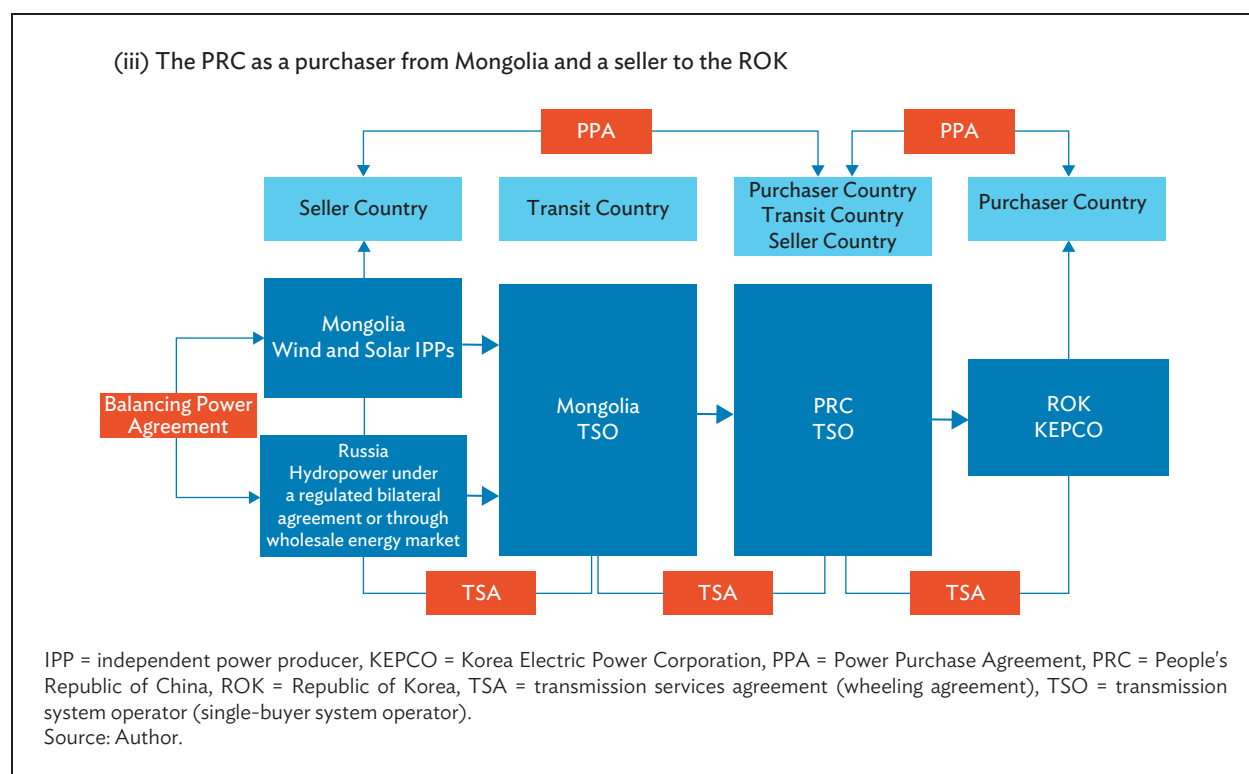 (iii) The PRC as a purchaser from Mongolia and a seller to the ROK
PPA
PPA
Seller Country
Transit Country
Purchaser Country
Transit Country
Seller Country
Purchaser Country
Mongolia
Wind and Solar IPPs
Balancing Power
Agreement
Russia
Hydropower under
a regulated bilateral
agreement or through
wholesale energy market
Mongolia
TSO
PRC
TSO
ROK
KEPCO
TSA
TSA
TSA
IPP = independent power producer, KEPCO = Korea Electric Power Corporation, PPA = Power Purchase Agreement, PRC = People's
Republic of China, ROK = Republic of Korea, TSA = transmission services agreement (wheeling agreement), TSO = transmission
system operator (single-buyer system operator).
Source: Author.